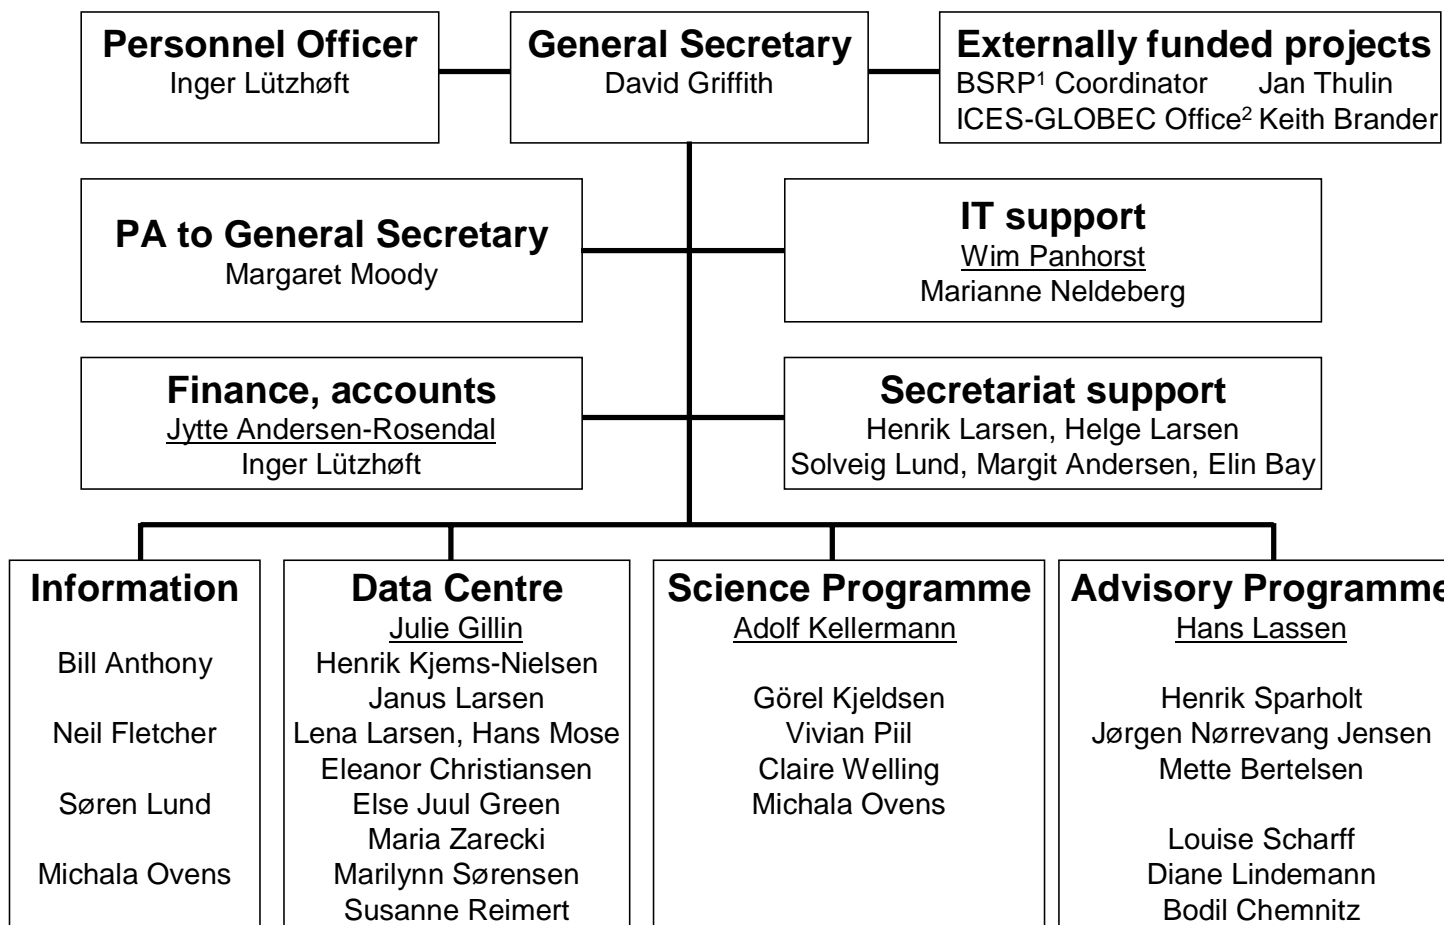 Personnel Officer
Inger Lützhøft
General Secretary
David Griffith
Externally funded projects
BSRP¹ Coordinator Jan Thulin
ICES-GLOBEC Office² Keith Brander
PA to General Secretary
Margaret Moody
IT support
Wim Panhorst
Marianne Neldeberg
Finance, accounts
Jytte Andersen-Rosendal
Inger Lützhøft
Secretariat support
Henrik Larsen, Helge Larsen
Solveig Lund, Margit Andersen, Elin Bay
Information
Bill Anthony
Neil Fletcher
Søren Lund
Michala Ovens
Data Centre
Julie Gillin
Henrik Kjems-Nielsen
Janus Larsen
Lena Larsen, Hans Mose
Eleanor Christiansen
Else Juul Green
Maria Zarecki
Marilynn Sørensen
Susanne Reimert
Science Programme
Adolf Kellermann
Görel Kjeldsen
Vivian Piil
Claire Welling
Michala Ovens
Advisory Programme
Hans Lassen
Henrik Sparholt
Jørgen Nørrevang Jensen
Mette Bertelsen
Louise Scharff
Diane Lindemann
Bodil Chemnitz